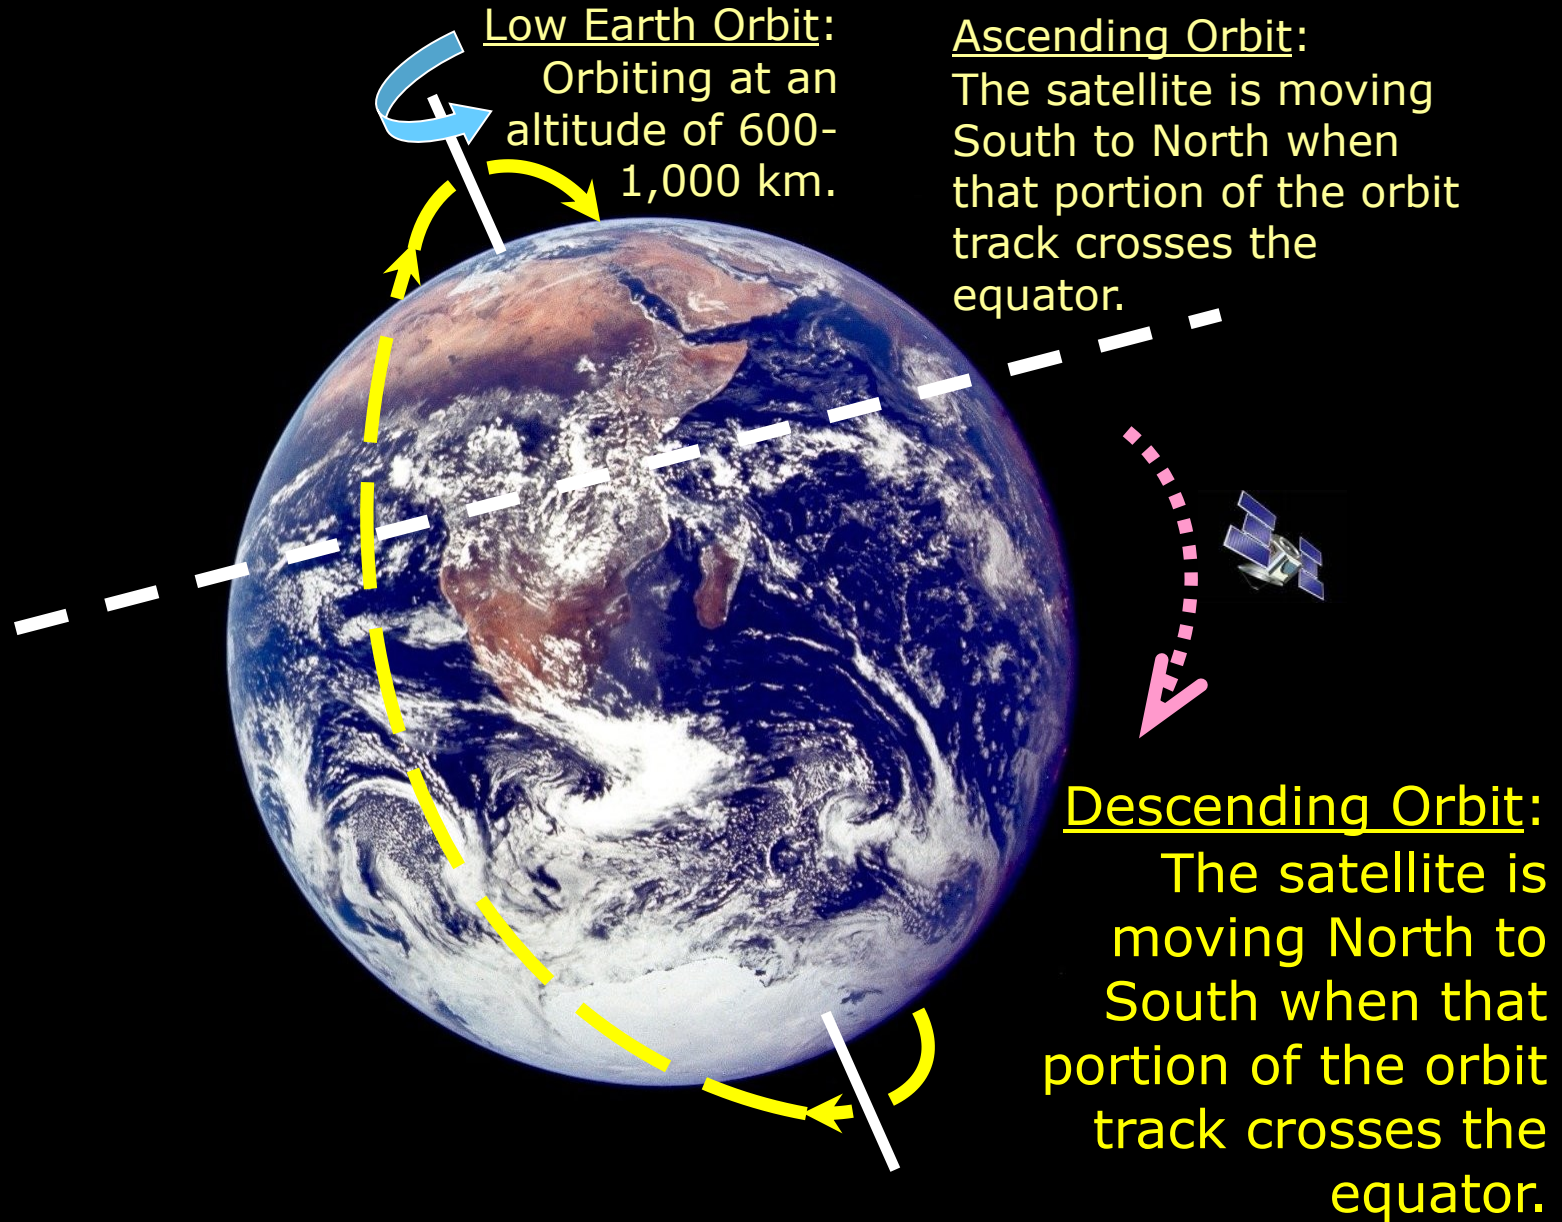 Low Earth Orbit:
Orbiting at an
altitude of 600-
1,000 km.
Ascending Orbit:
The satellite is moving
South to North when
that portion of the orbit
track crosses the
equator.
Descending Orbit:
The satellite is
moving North to
South when that
portion of the orbit
track crosses the
equator.